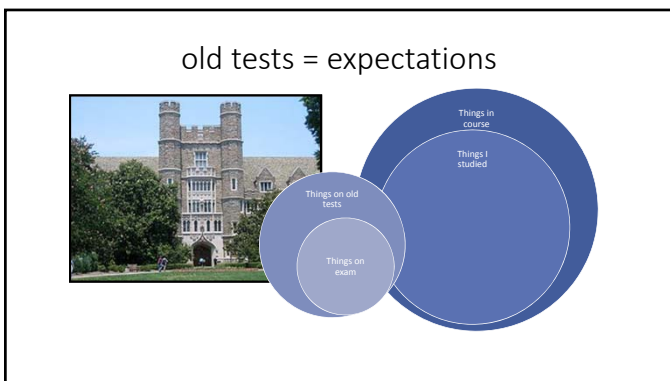 old tests = expectations
Things in
course
Things I
studied
Things on old
tests
Things on
exam